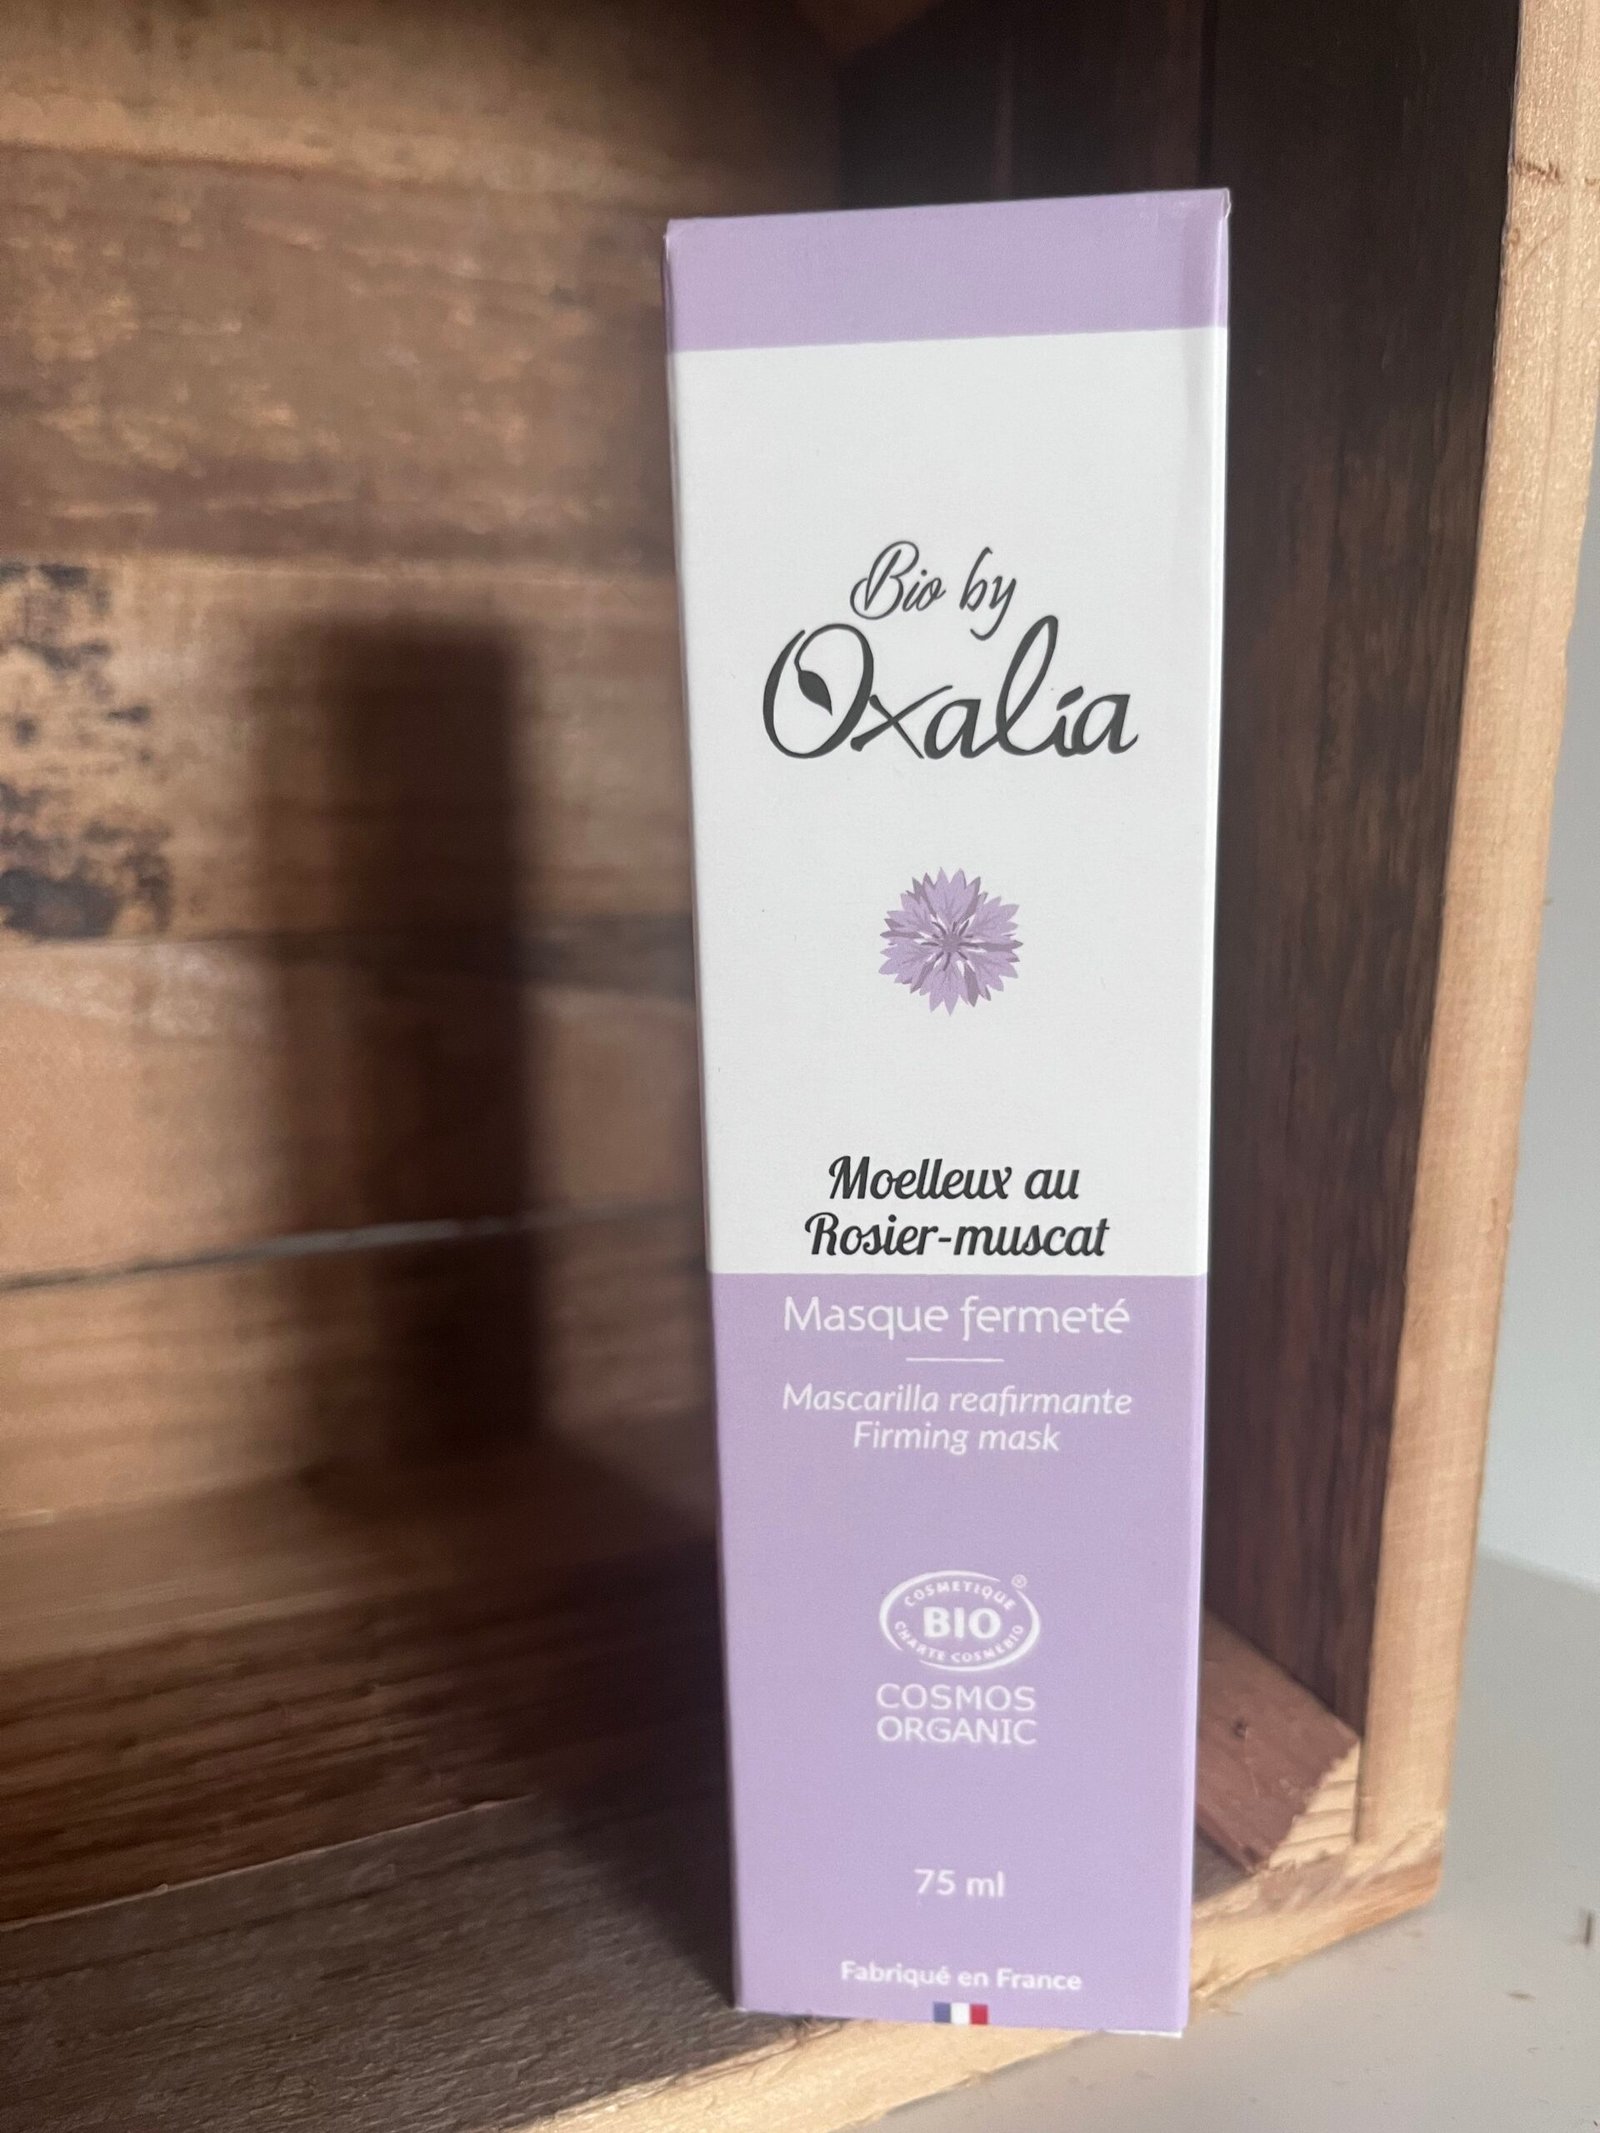 Bio by
Oxalia
Moelleux au
Rosier-muscat
Masque fermeté
Mascarilla reafirmante
Firming mask
COSMETIQUE
BIO
CHARTE COSMEBIO
®
COSMOS
ORGANIC
75 ml
Fabriqué en France